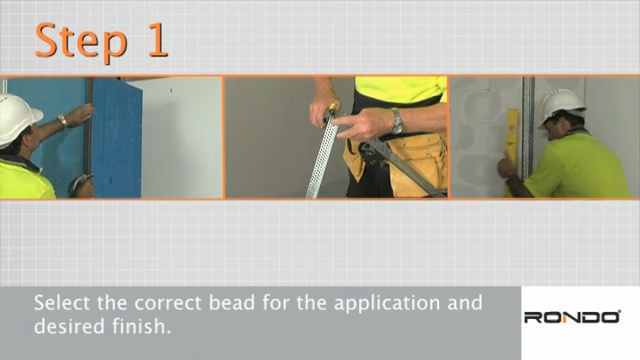 Step 1
Select the correct bead for the application and
desired finish.
RONDO